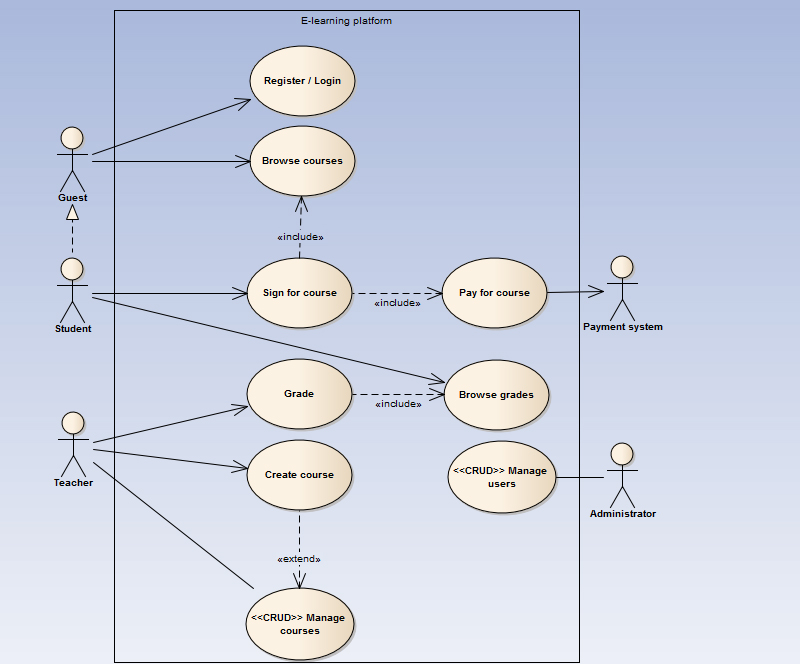 E-learning platform
Register / Login
Browse courses
Guest
«include»
Sign for course
«include»
Pay for course
Student
Payment system
Grade
«include»
Browse grades
Teacher
Create course
<<CRUD>> Manage
users
Administrator
«extend»
<<CRUD>> Manage
courses